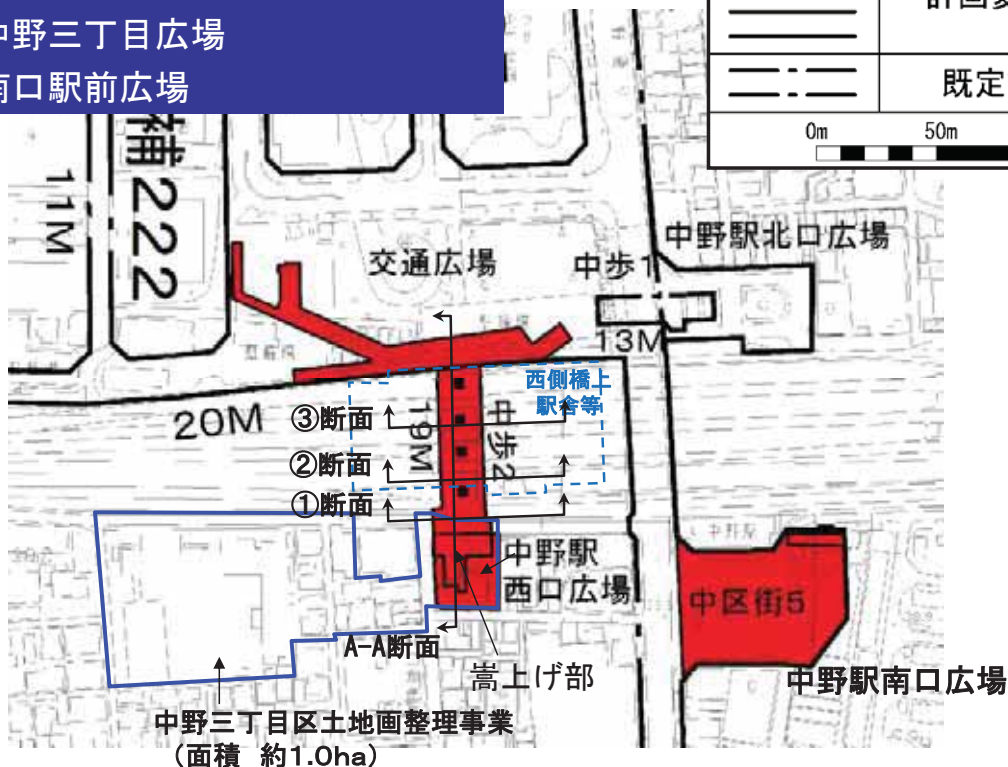 中野三丁目広場
南口駅前広場
既定
0m 50m
補222
11M
交通広場
中歩1
中野駅北口広場
13M
西側橋上
駅舎等
20M
19M
中歩2
③断面
②断面
①断面
中野駅
西口広場
中区街5
A-A断面
嵩上げ部
中野駅南口広場
中野三丁目区土地画整理事業
(面積 約1.0ha)